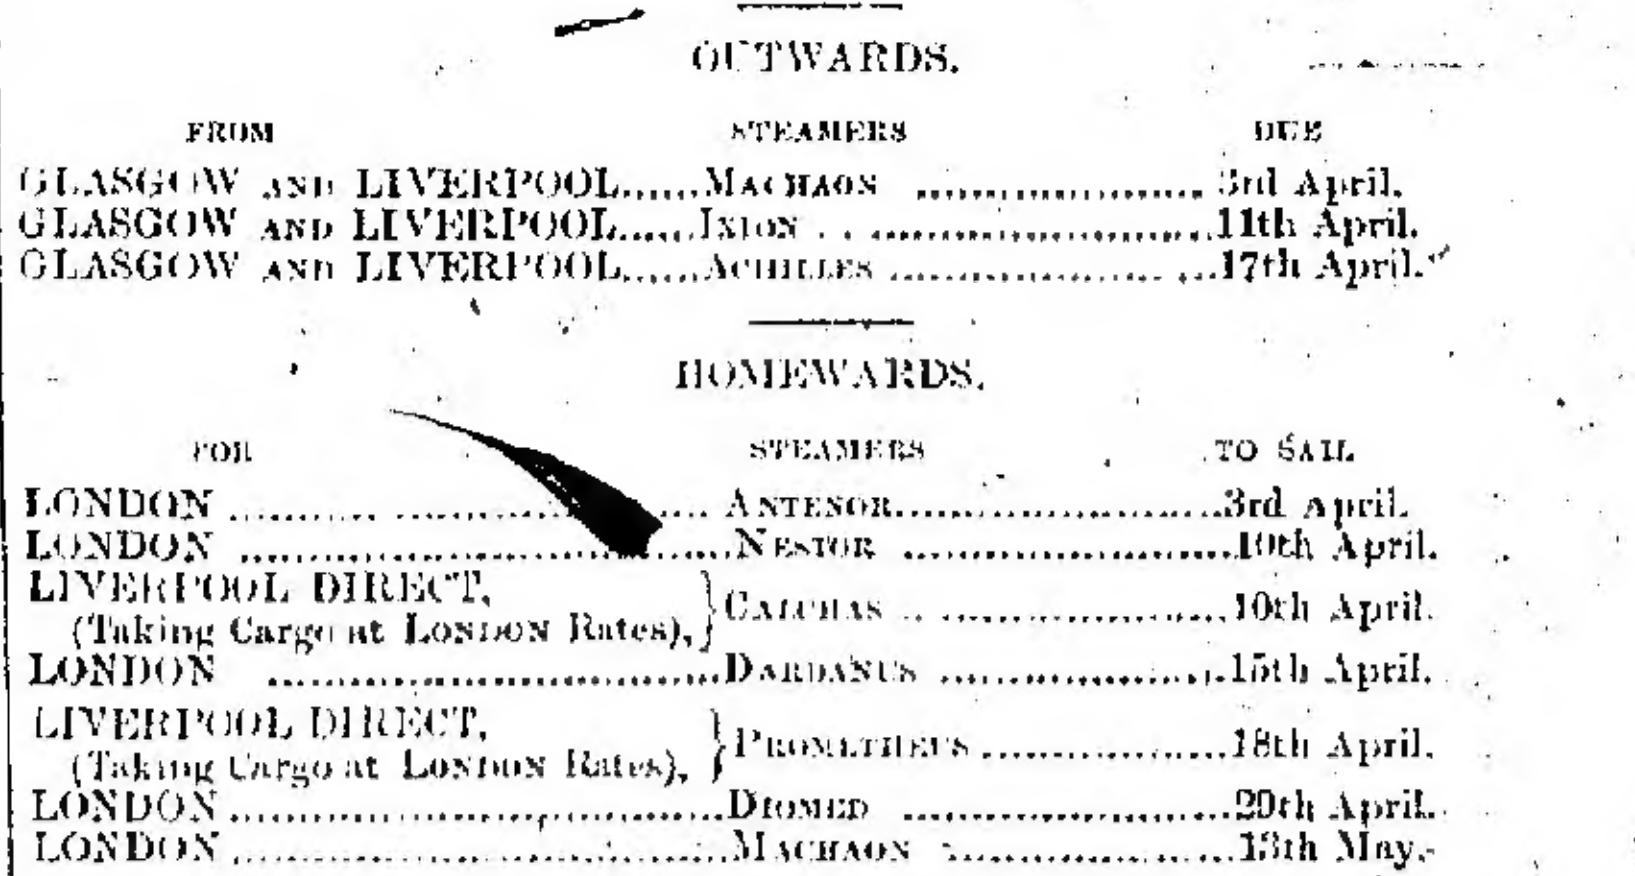 OUTWARDS.
FROM STEAMERS DUE
GLASGOW AND LIVERPOOL......MACHAON ...................... 3rd April.
GLASGOW AND LIVERPOOL......IXION . . ..........................11th April.
GLASGOW AND LIVERPOOL......ACHILLES ..........................17th April.
HOMEWARDS.
FOR STEAMERS TO SAIL
LONDON ...................................... ANTENOR.........................3rd April.
LONDON ......................................NESTOR .........................10th April.
LIVERPOOL DIRECT,
(Taking Cargo at LONDON Rates), } CALCHAS .. ......................10th April.
LONDON ...................................DARDANUS .....................15th April.
LIVERPOOL DIRECT,
(Taking Cargo at LONDON Rates), } PROMETHEUS ..................18th April.
LONDON......................................DIOMED .........................29th April.
LONDON......................................MACHAON ......................13th May.